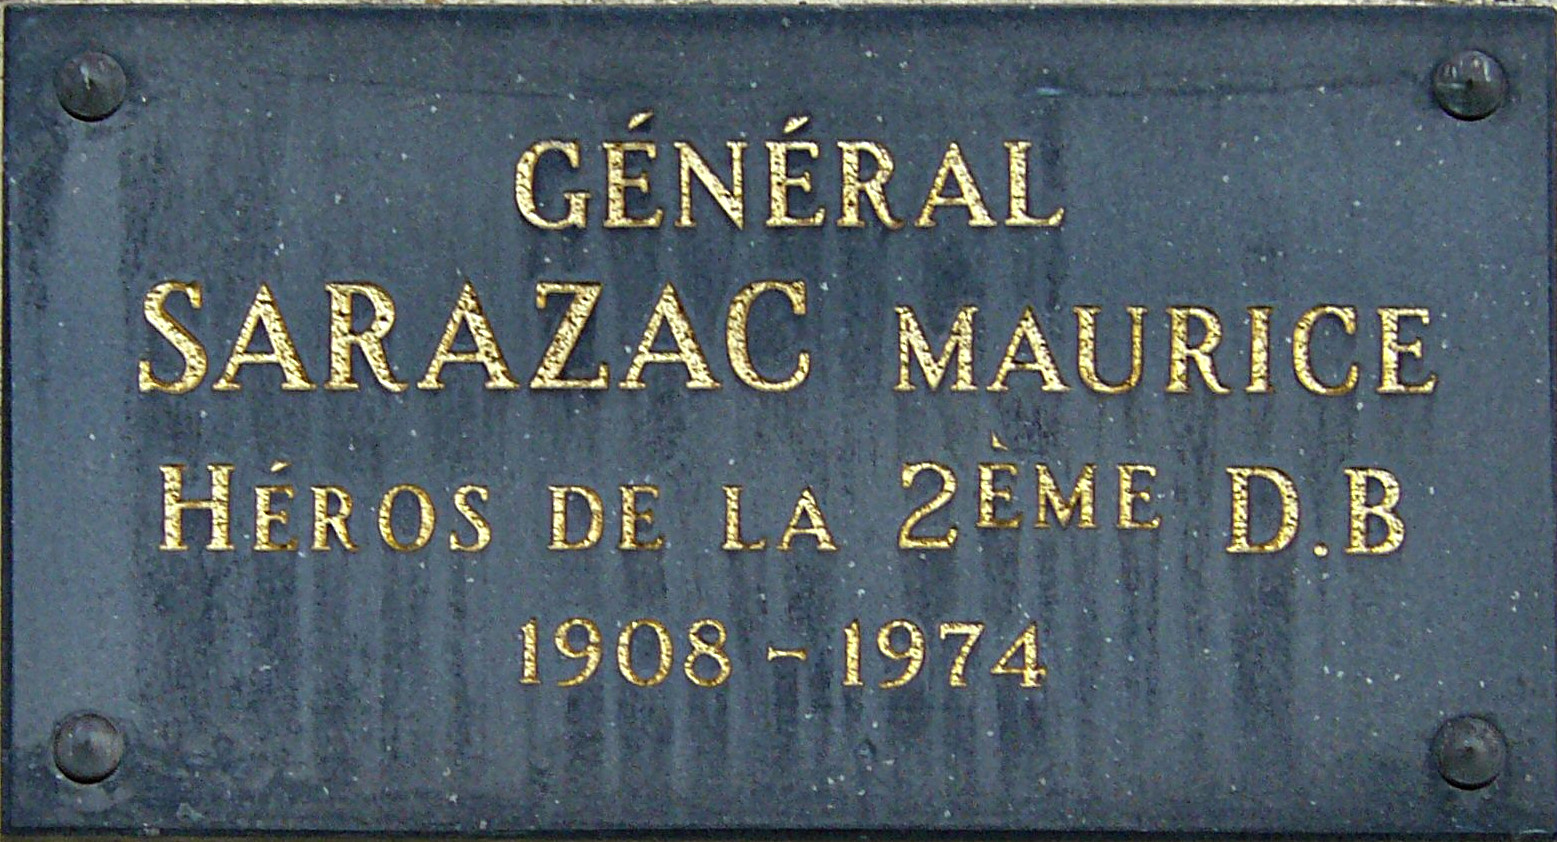 GÉNÉRAL
SARAZAC MAURICE
HÉROS DE LA 2ÈME D.B
1908 - 1974